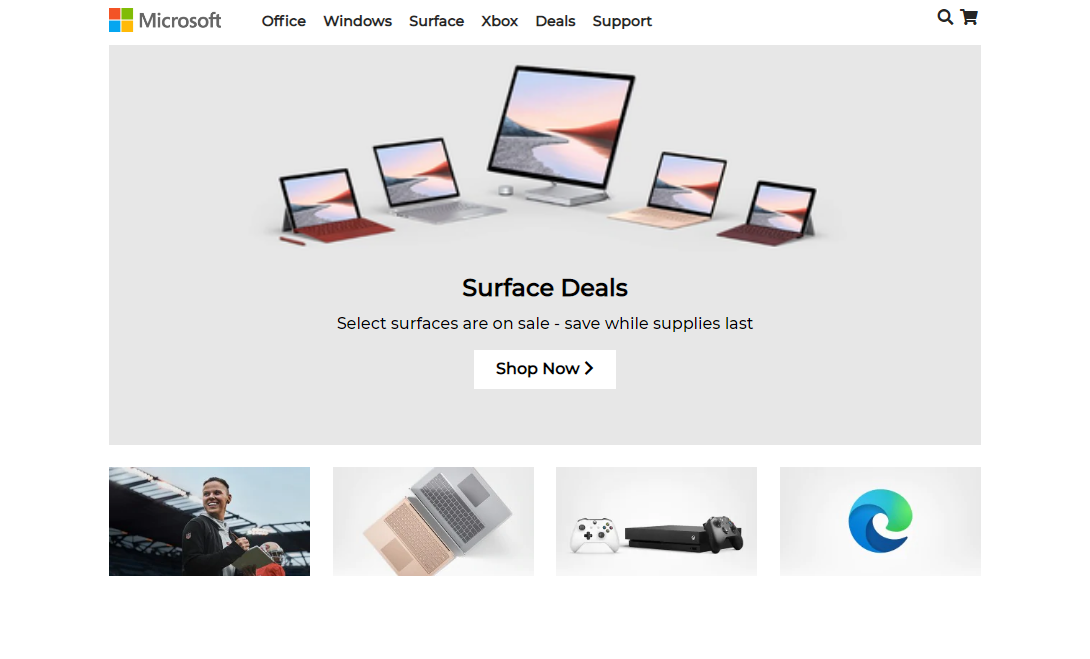 Microsoft Office Windows Surface Xbox Deals Support
Surface Deals
Select surfaces are on sale - save while supplies last
Shop Now